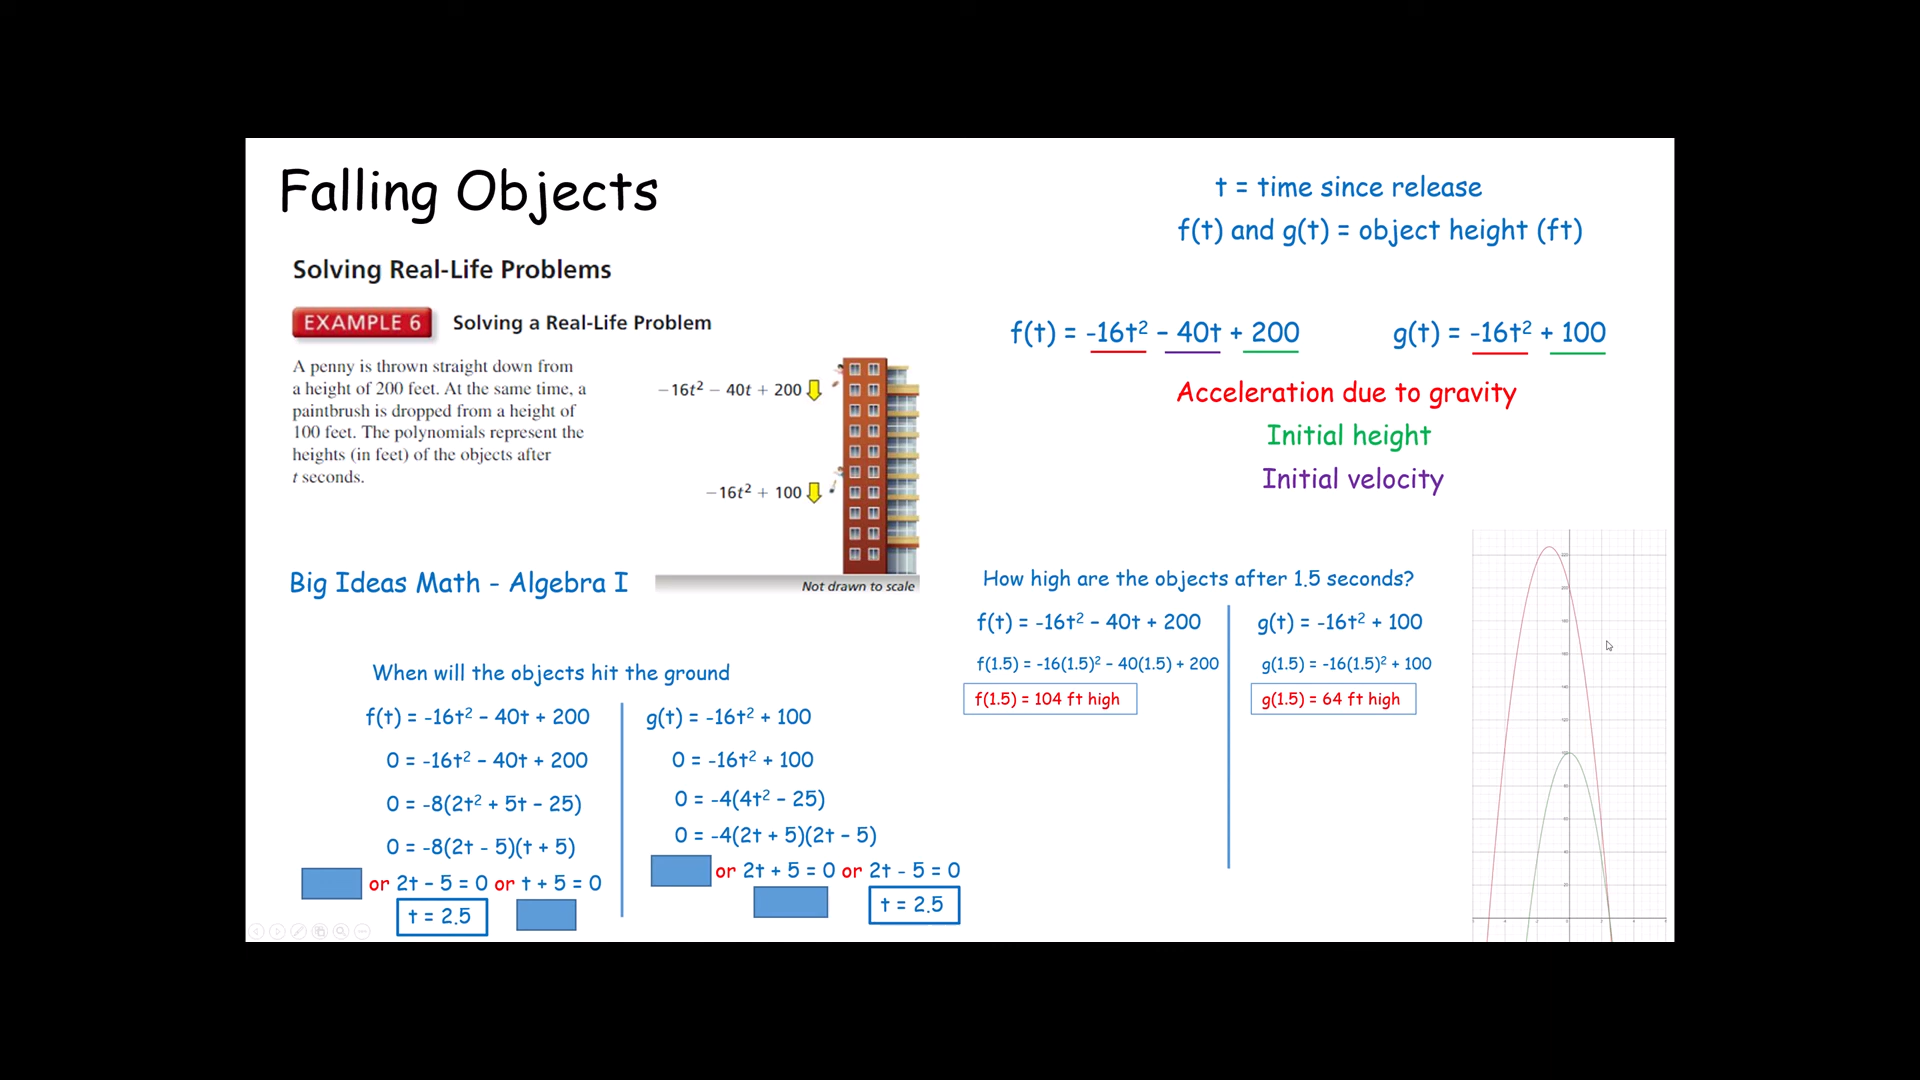 Falling Objects
t = time since release
f(t) and g(t) = object height (ft)
Solving Real-Life Problems
EXAMPLE 6 Solving a Real-Life Problem
A penny is thrown straight down from
a height of 200 feet. At the same time, a
paintbrush is dropped from a height of
100 feet. The polynomials represent the
heights (in feet) of the objects after
t seconds.
−16t² − 40t + 200
−16t² + 100
Not drawn to scale
Big Ideas Math - Algebra I
f(t) = -16t² – 40t + 200
g(t) = -16t² + 100
Acceleration due to gravity
Initial height
Initial velocity
When will the objects hit the ground
f(t) = -16t² – 40t + 200
0 = -16t² – 40t + 200
0 = -8(2t² + 5t – 25)
0 = -8(2t - 5)(t + 5)
or 2t – 5 = 0 or t + 5 = 0
t = 2.5
g(t) = -16t² + 100
0 = -16t² + 100
0 = -4(4t² – 25)
0 = -4(2t + 5)(2t – 5)
or 2t + 5 = 0 or 2t - 5 = 0
t = 2.5
How high are the objects after 1.5 seconds?
f(t) = -16t² – 40t + 200
f(1.5) = -16(1.5)² – 40(1.5) + 200
f(1.5) = 104 ft high
g(t) = -16t² + 100
g(1.5) = -16(1.5)² + 100
g(1.5) = 64 ft high